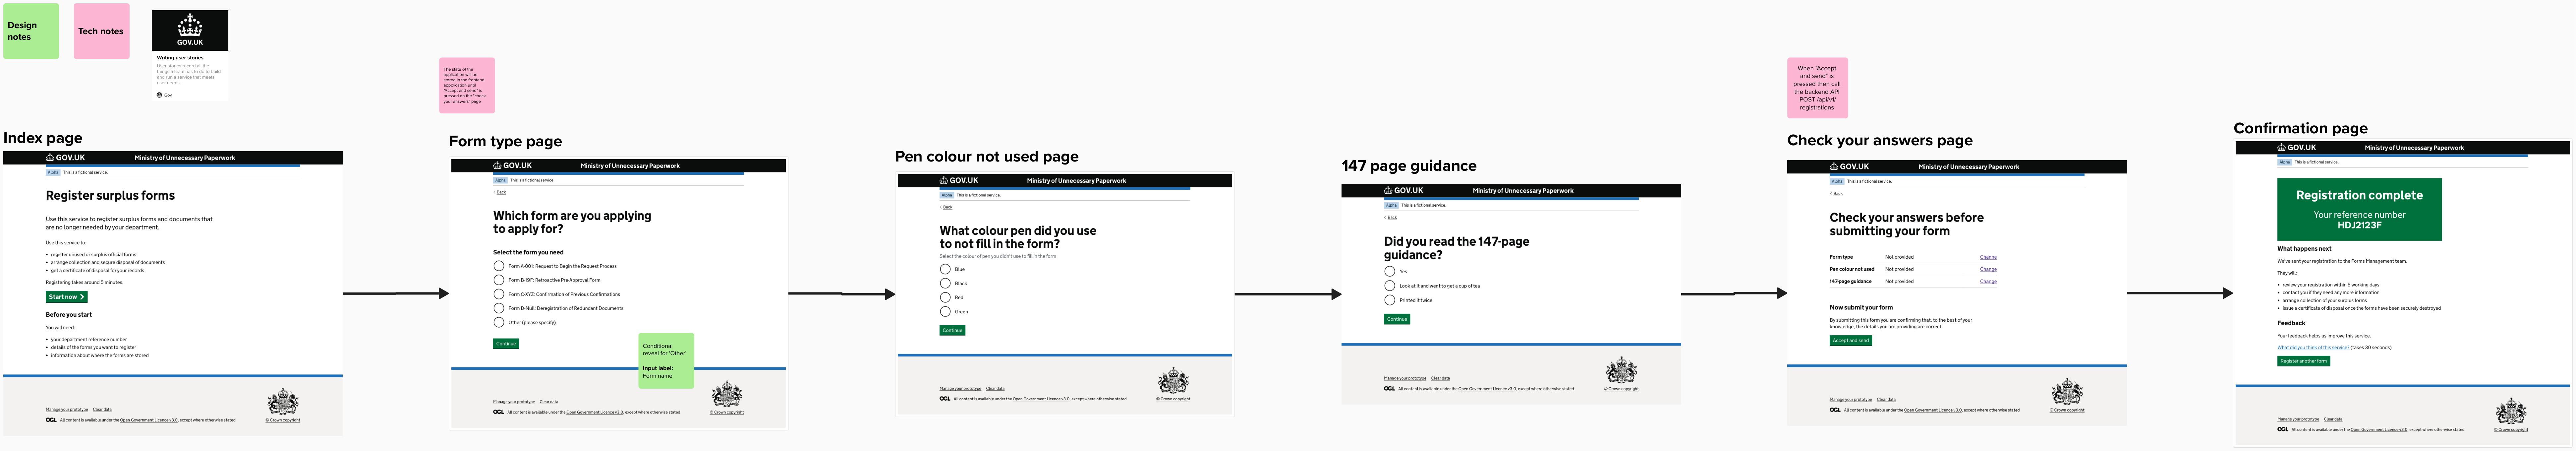 Design
notes
Tech notes
GOV.UK
Writing user stories
User stories record all the
things a team has to do to build
and run a service that meets
user needs.
Gov
The state of the
application will be
stored in the frontend
appplication until
"Accept and send" is
pressed on the "check
your answers" page
When "Accept
and send" is
pressed then call
the backend API
POST /api/v1/
registrations
Index page
GOV.UK
Ministry of Unnecessary Paperwork
Alpha This is a fictional service.
Register surplus forms
Use this service to register surplus forms and documents that
are no longer needed by your department.
Use this service to:
• register unused or surplus official forms
• arrange collection and secure disposal of documents
• get a certificate of disposal for your records
Registering takes around 5 minutes.
Start now
Before you start
You will need:
• your department reference number
• details of the forms you want to register
• information about where the forms are stored
Manage your prototype Clear data
OGL All content is available under the Open Government Licence v3.0, except where otherwise stated
© Crown copyright
Form type page
GOV.UK
Ministry of Unnecessary Paperwork
Alpha This is a fictional service.
Back
Which form are you applying
to apply for?
Select the form you need
Form A-001: Request to Begin the Request Process
Form B-19F: Retroactive Pre-Approval Form
Form C-XYZ: Confirmation of Previous Confirmations
Form D-Null: Deregistration of Redundant Documents
Other (please specify)
Continue
Conditional
reveal for 'Other'
Input label:
Form name
Manage your prototype Clear data
OGL All content is available under the Open Government Licence v3.0, except where otherwise stated
© Crown copyright
Pen colour not used page
GOV.UK
Ministry of Unnecessary Paperwork
Alpha This is a fictional service.
Back
What colour pen did you use
to not fill in the form?
Select the colour of pen you didn't use to fill in the form
Blue
Black
Red
Green
Continue
Manage your prototype Clear data
OGL All content is available under the Open Government Licence v3.0, except where otherwise stated
© Crown copyright
147 page guidance
GOV.UK
Ministry of Unnecessary Paperwork
Alpha This is a fictional service.
Back
Did you read the 147-page
guidance?
Yes
Look at it and went to get a cup of tea
Printed it twice
Continue
Manage your prototype Clear data
OGL All content is available under the Open Government Licence v3.0, except where otherwise stated
© Crown copyright
Check your answers page
GOV.UK
Ministry of Unnecessary Paperwork
Alpha This is a fictional service.
Back
Check your answers before
submitting your form
Form type Not provided Change
Pen colour not used Not provided Change
147 page guidance Not provided Change
Now submit your form
By submitting this form you are confirming that, to the best of your
knowledge, the details you are providing are correct.
Accept and send
Manage your prototype Clear data
OGL All content is available under the Open Government Licence v3.0, except where otherwise stated
© Crown copyright
Confirmation page
GOV.UK
Ministry of Unnecessary Paperwork
Alpha This is a fictional service.
Registration complete
Your reference number
HDJ2123F
What happens next
We've sent your registration to the Forms Management team.
They will:
• review your registration within 5 working days
• contact you if they need any more information
• arrange collection of your surplus forms
• issue a certificate of disposal once the forms have been securely destroyed
Feedback
Your feedback helps us improve this service.
What did you think of this service? (takes 30 seconds)
Register another form
Manage your prototype Clear data
OGL All content is available under the Open Government Licence v3.0, except where otherwise stated
© Crown copyright